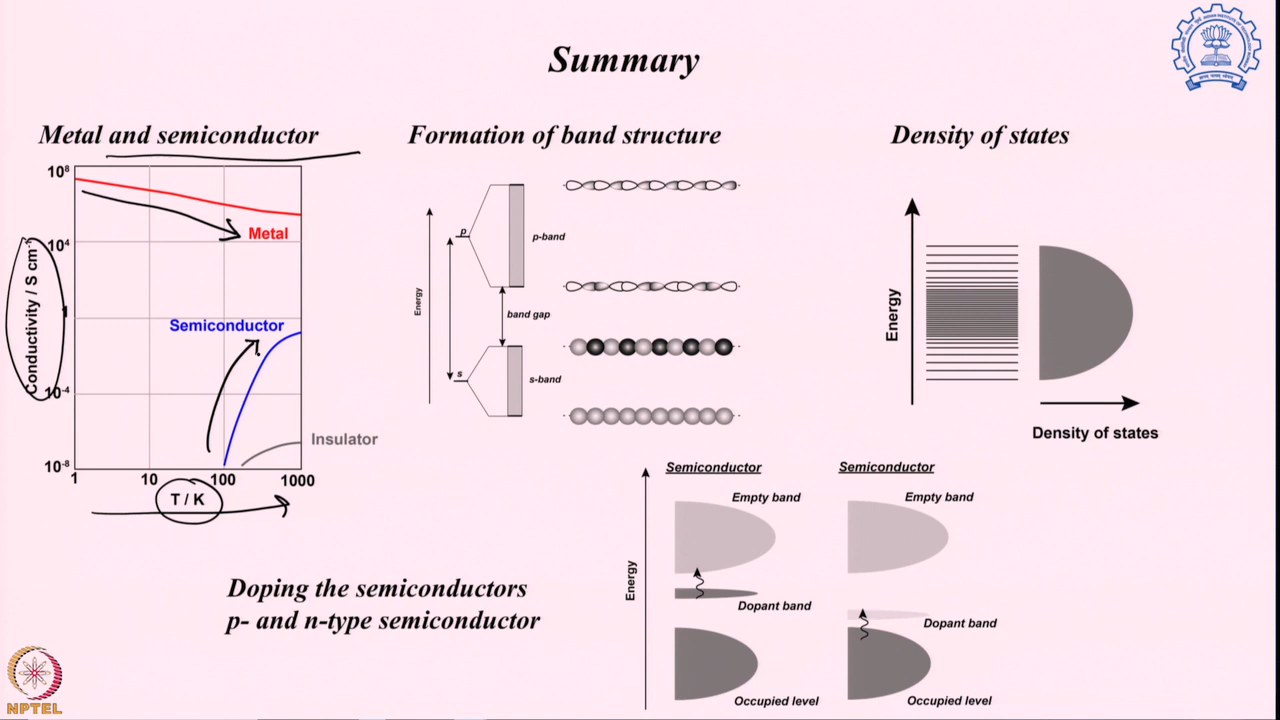 Summary
Metal and semiconductor
10⁸
10⁴
1
10⁻⁴
10⁻⁸
Conductivity / S cm⁻¹
Metal
Semiconductor
Insulator
1 10 100 1000
T / K
Formation of band structure
Energy
p
p-band
band gap
s
s-band
Density of states
Energy
Density of states
Doping the semiconductors
p- and n-type semiconductor
Energy
Semiconductor
Empty band
Dopant band
Occupied level
Semiconductor
Empty band
Dopant band
Occupied level
NPTEL